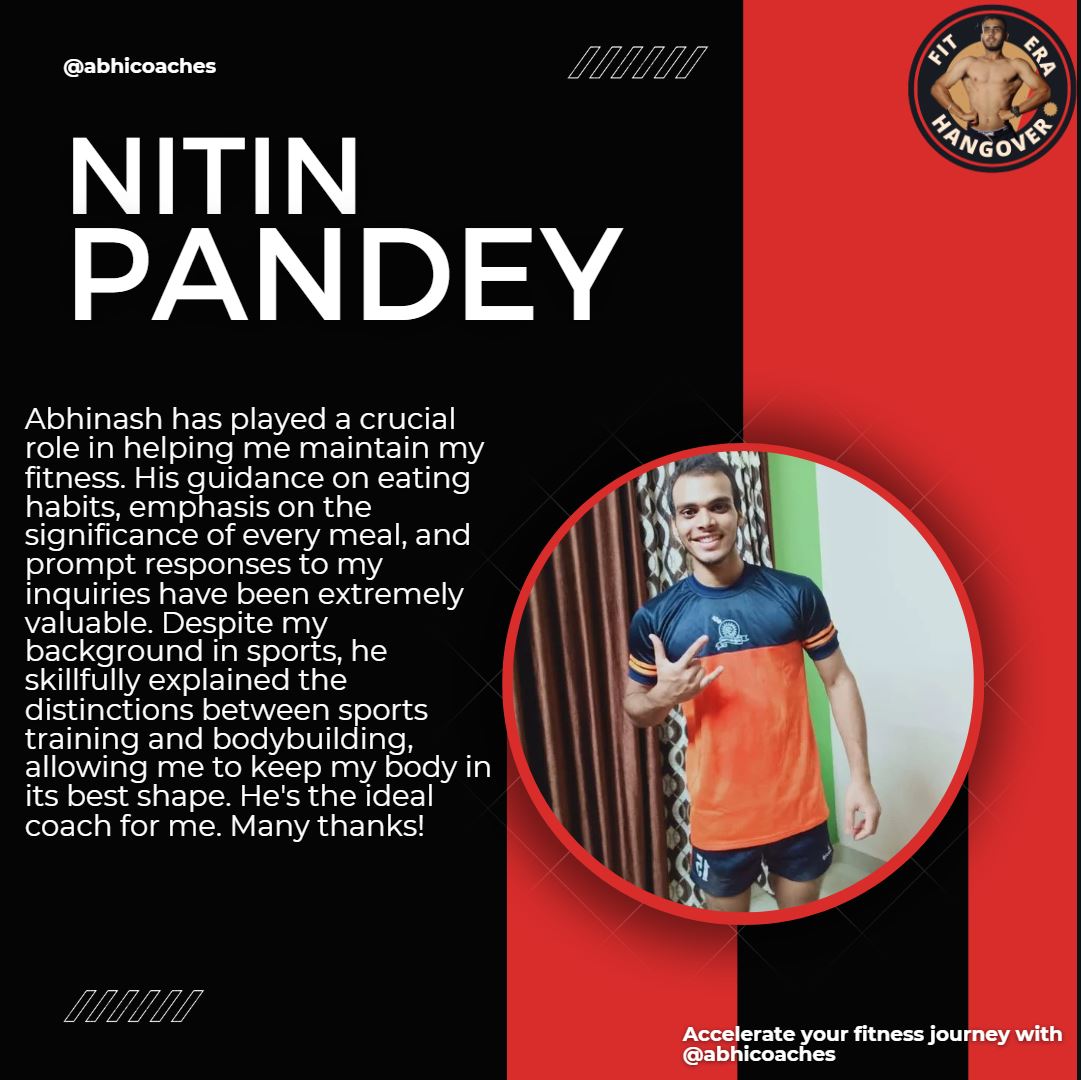 @abhicoaches
FIT ERA
HANGOVER
NITIN
PANDEY
Abhinash has played a crucial
role in helping me maintain my
fitness. His guidance on eating
habits, emphasis on the
significance of every meal, and
prompt responses to my
inquiries have been extremely
valuable. Despite my
background in sports, he
skillfully explained the
distinctions between sports
training and bodybuilding,
allowing me to keep my body in
its best shape. He's the ideal
coach for me. Many thanks!
Accelerate your fitness journey with
@abhicoaches